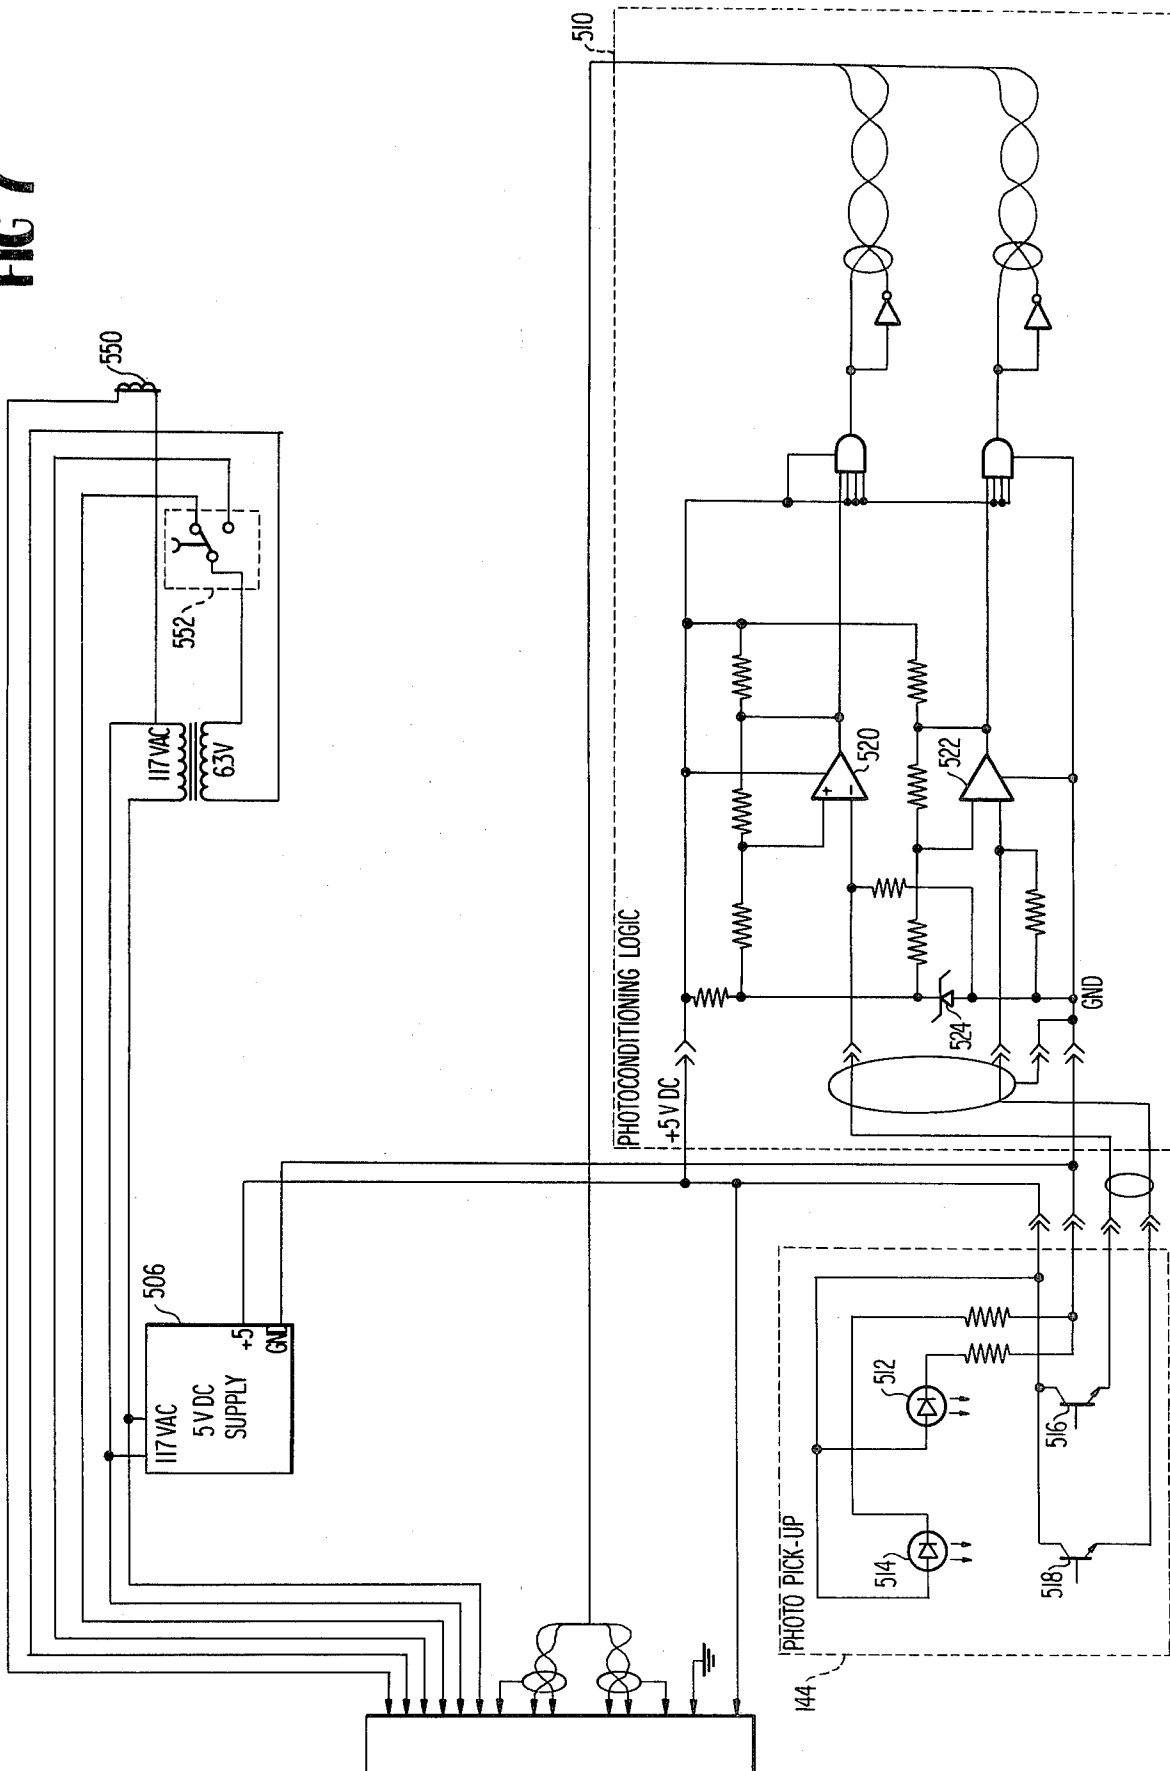 FIG 7
550
552
117VAC
6.3V
506
117VAC
5V DC
SUPPLY
+5
GND
510
PHOTOCONDITIONING LOGIC
+5V DC
520
+
−
522
524
GND
PHOTO PICK-UP
512
514
516
518
144